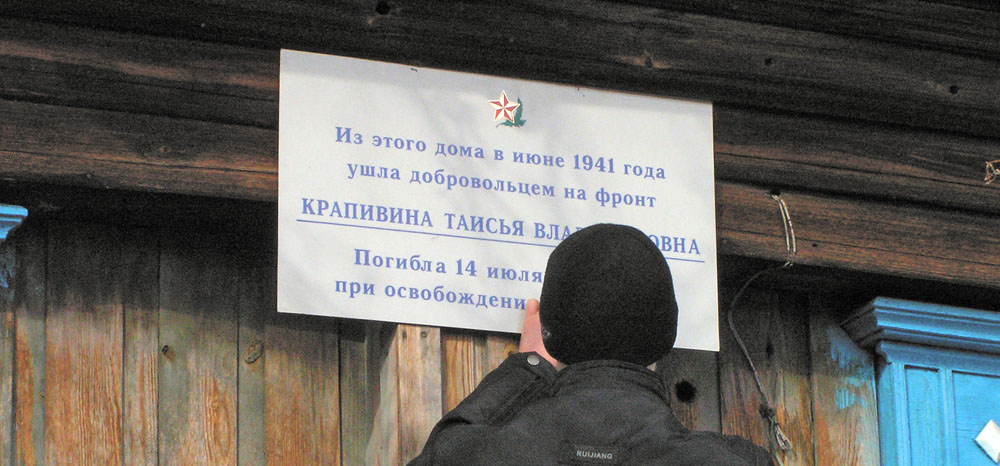 Из этого дома в июне 1941 года
ушла добровольцем на фронт
КРАПИВИНА ТАИСЬЯ
Погибла 14 июля
при
RUIJIANG